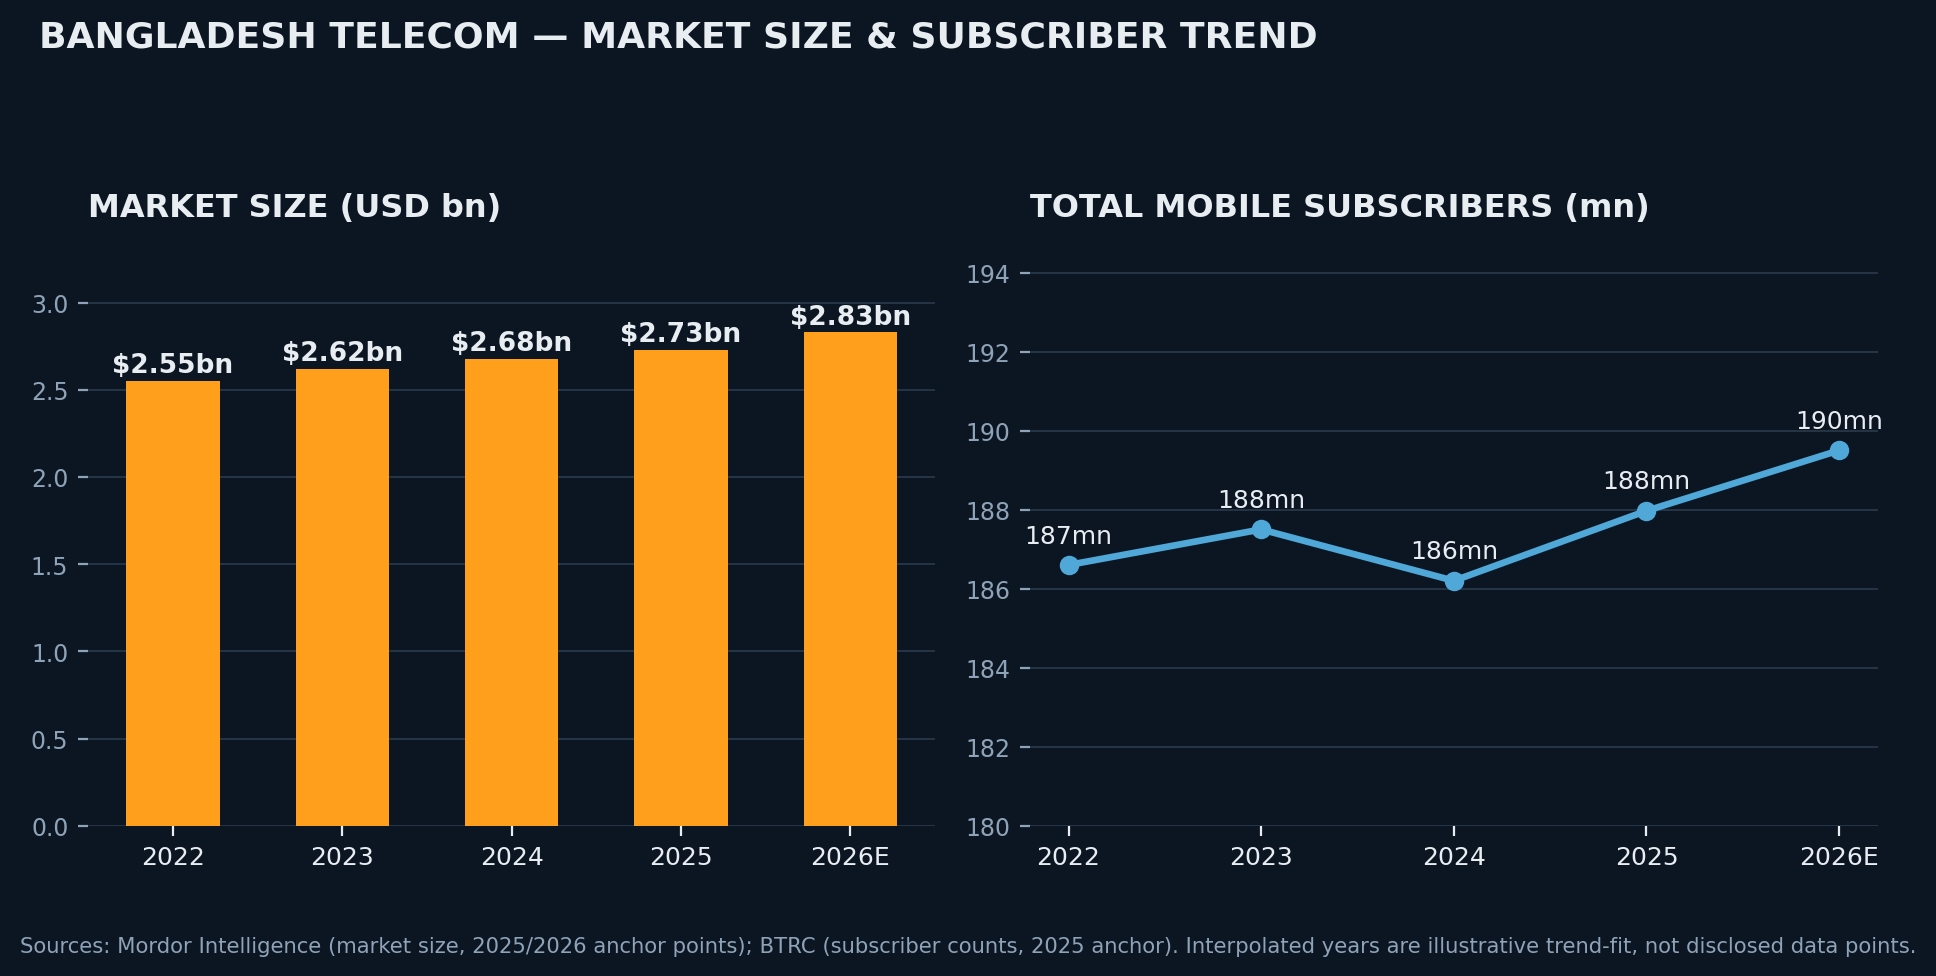 BANGLADESH TELECOM — MARKET SIZE & SUBSCRIBER TREND
MARKET SIZE (USD bn)
3.0
2.5
2.0
1.5
1.0
0.5
0.0
$2.55bn
$2.62bn
$2.68bn
$2.73bn
$2.83bn
2022
2023
2024
2025
2026E
TOTAL MOBILE SUBSCRIBERS (mn)
194
192
190
188
186
184
182
180
187mn
188mn
186mn
188mn
190mn
2022
2023
2024
2025
2026E
Sources: Mordor Intelligence (market size, 2025/2026 anchor points); BTRC (subscriber counts, 2025 anchor). Interpolated years are illustrative trend-fit, not disclosed data points.